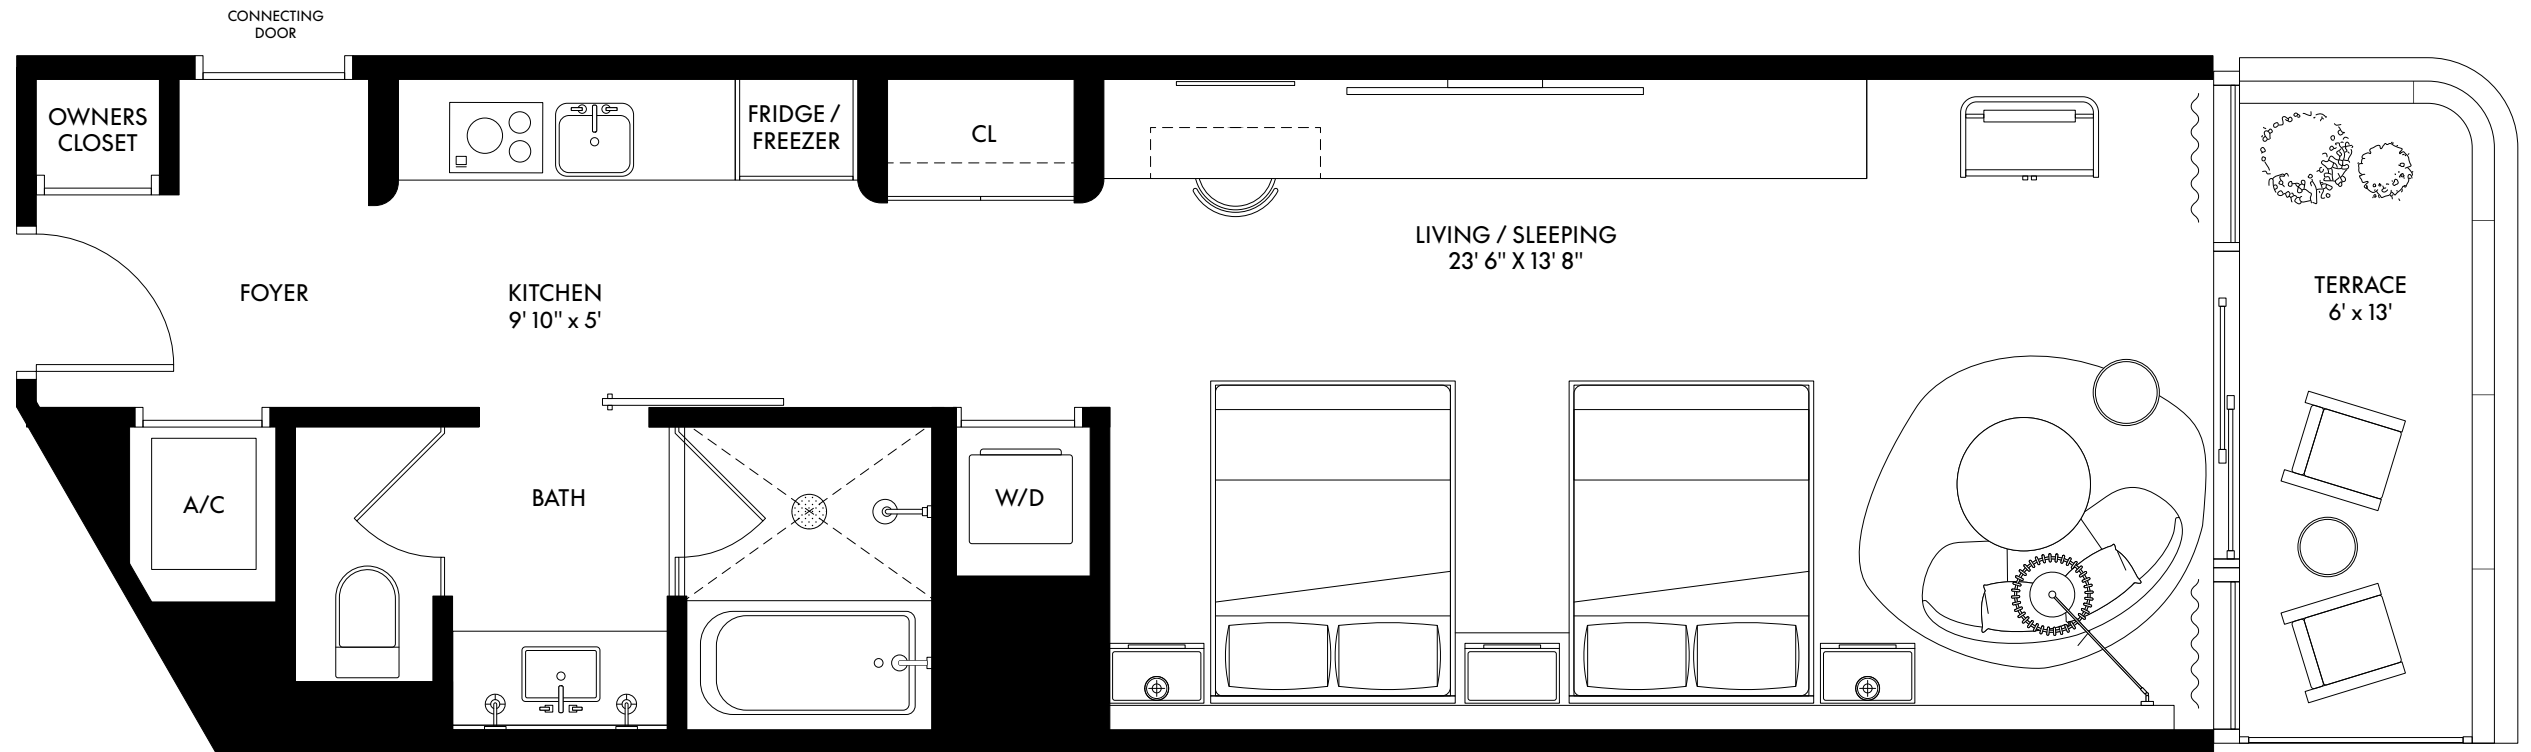 CONNECTING
DOOR
OWNERS
CLOSET
FRIDGE /
FREEZER
CL
LIVING / SLEEPING
23' 6" X 13' 8"
FOYER
KITCHEN
9' 10" x 5'
TERRACE
6' x 13'
A/C
BATH
W/D